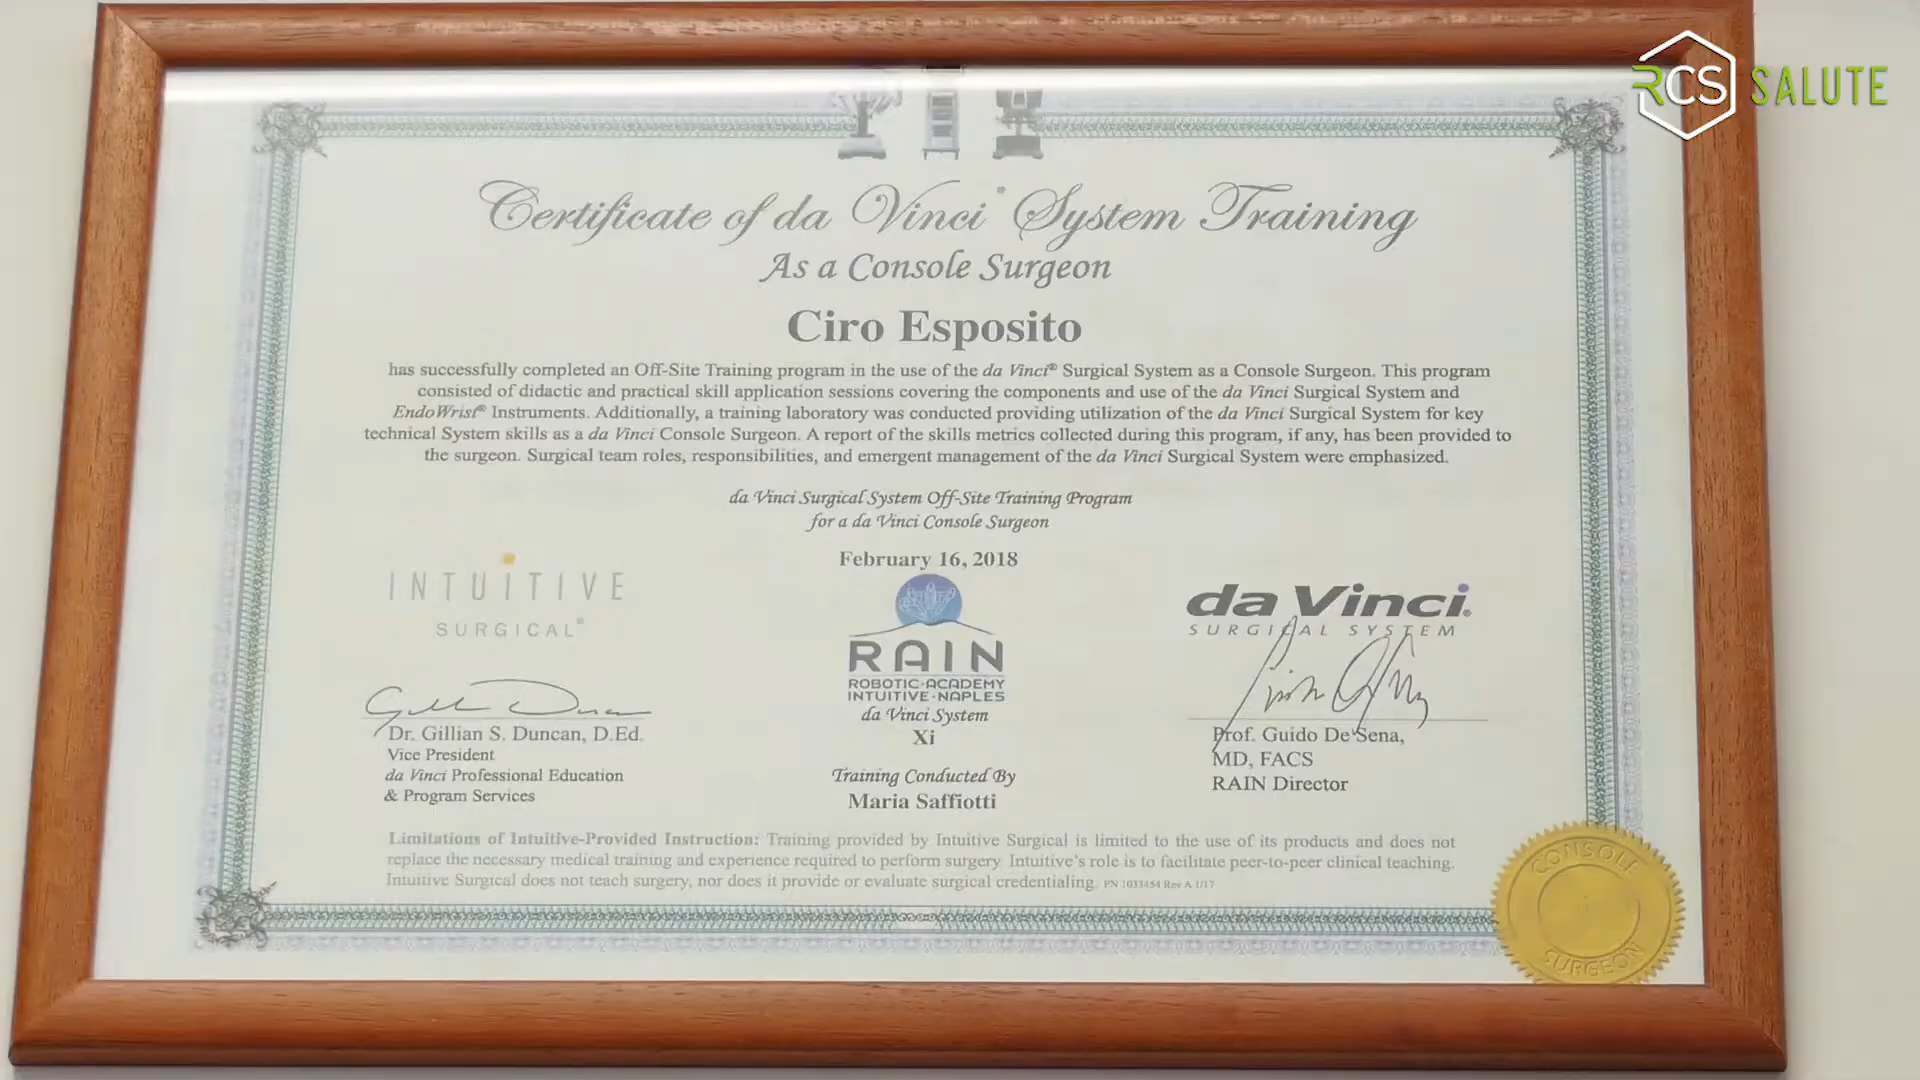 RCS SALUTE
Certificate of da Vinci® System Training
As a Console Surgeon
Ciro Esposito
has successfully completed an Off-Site Training program in the use of the da Vinci® Surgical System as a Console Surgeon. This program
consisted of didactic and practical skill application sessions covering the components and use of the da Vinci Surgical System and
EndoWrist® Instruments. Additionally, a training laboratory was conducted providing utilization of the da Vinci Surgical System for key
technical System skills as a da Vinci Console Surgeon. A report of the skills metrics collected during this program, if any, has been provided to
the surgeon. Surgical team roles, responsibilities, and emergent management of the da Vinci Surgical System were emphasized.
da Vinci Surgical System Off-Site Training Program
for a da Vinci Console Surgeon
February 16, 2018
INTUITIVE
SURGICAL®
Dr. Gillian S. Duncan, D.Ed.
Vice President
da Vinci Professional Education
& Program Services
RAIN
ROBOTIC·ACADEMY
INTUITIVE·NAPLES
da Vinci System
Xi
Training Conducted By
Maria Saffiotti
da Vinci®
SURGICAL SYSTEM
Prof. Guido De Sena,
MD, FACS
RAIN Director
Limitations of Intuitive-Provided Instruction: Training provided by Intuitive Surgical is limited to the use of its products and does not
replace the necessary medical training and experience required to perform surgery. Intuitive's role is to facilitate peer-to-peer clinical teaching.
Intuitive Surgical does not teach surgery, nor does it provide or evaluate surgical credentialing. PN 1033454 Rev A 1/17
CONSOLE
SURGEON